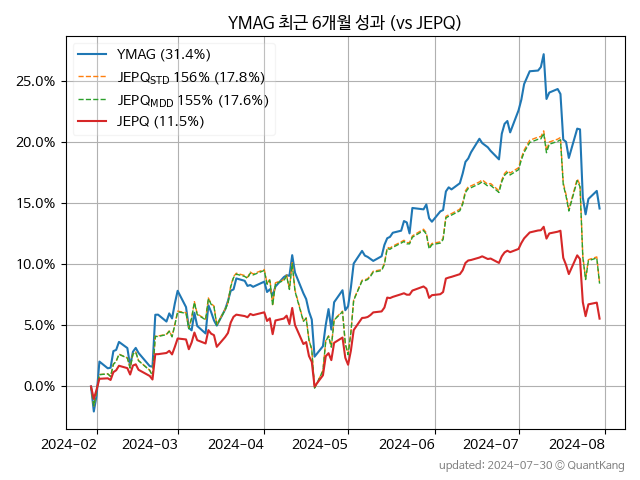 YMAG 최근 6개월 성과 (vs JEPQ)
YMAG (31.4%)
JEPQSTD 156% (17.8%)
JEPQMDD 155% (17.6%)
JEPQ (11.5%)
25.0%
20.0%
15.0%
10.0%
5.0%
0.0%
2024-02 2024-03 2024-04 2024-05 2024-06 2024-07 2024-08
updated: 2024-07-30 © QuantKang